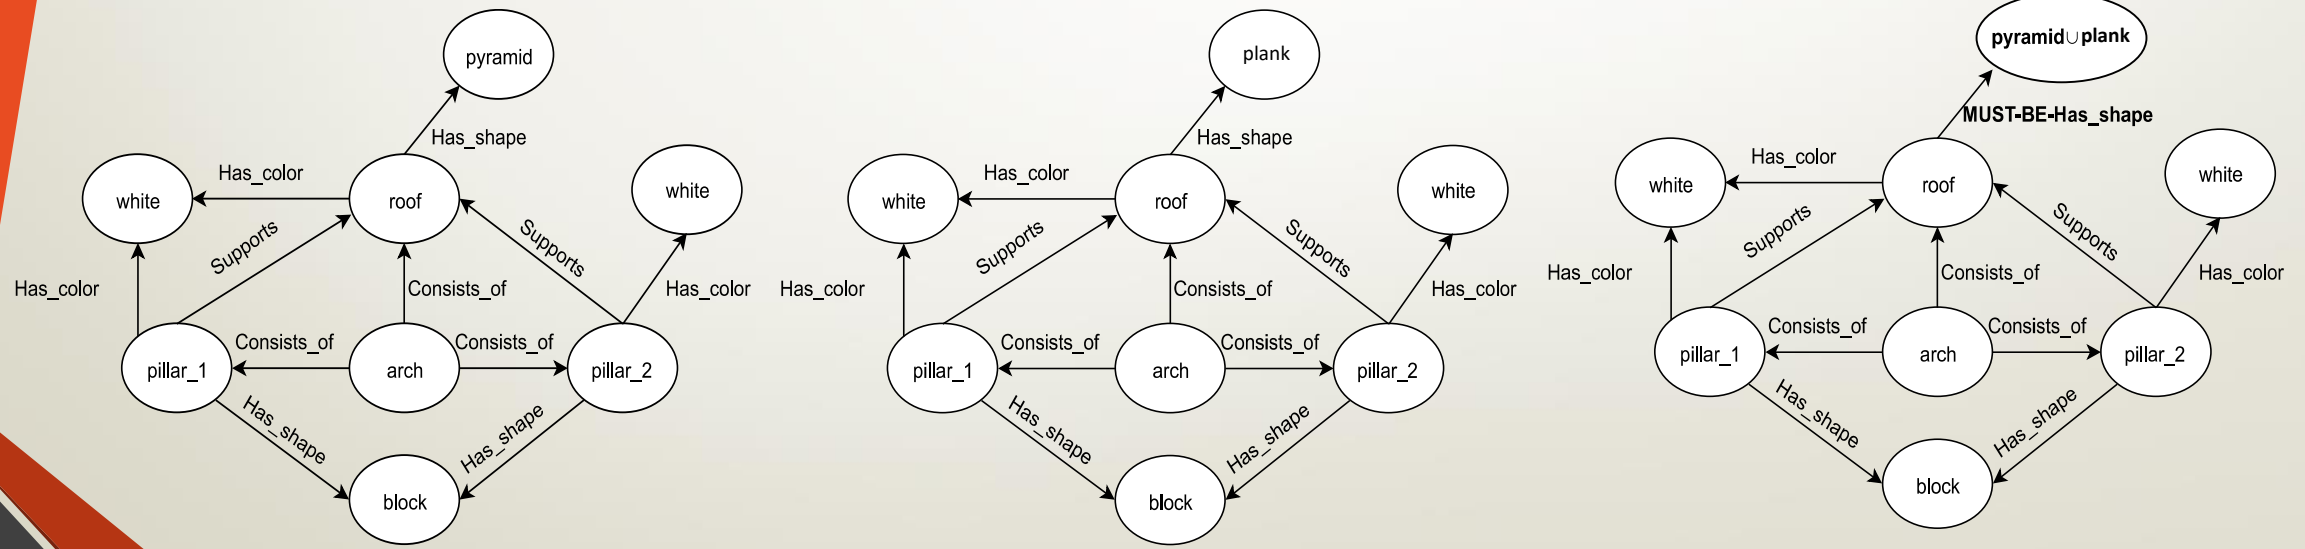 pyramid
Has_shape
white
Has_color
roof
white
Supports
Supports
Has_color
Consists_of
Has_color
pillar_1
Consists_of
arch
Consists_of
pillar_2
Has_shape
Has_shape
block
plank
Has_shape
white
Has_color
roof
white
Supports
Supports
Has_color
Consists_of
Has_color
pillar_1
Consists_of
arch
Consists_of
pillar_2
Has_shape
Has_shape
block
pyramid∪plank
MUST-BE-Has_shape
white
Has_color
roof
white
Supports
Supports
Has_color
Consists_of
Has_color
pillar_1
Consists_of
arch
Consists_of
pillar_2
Has_shape
Has_shape
block